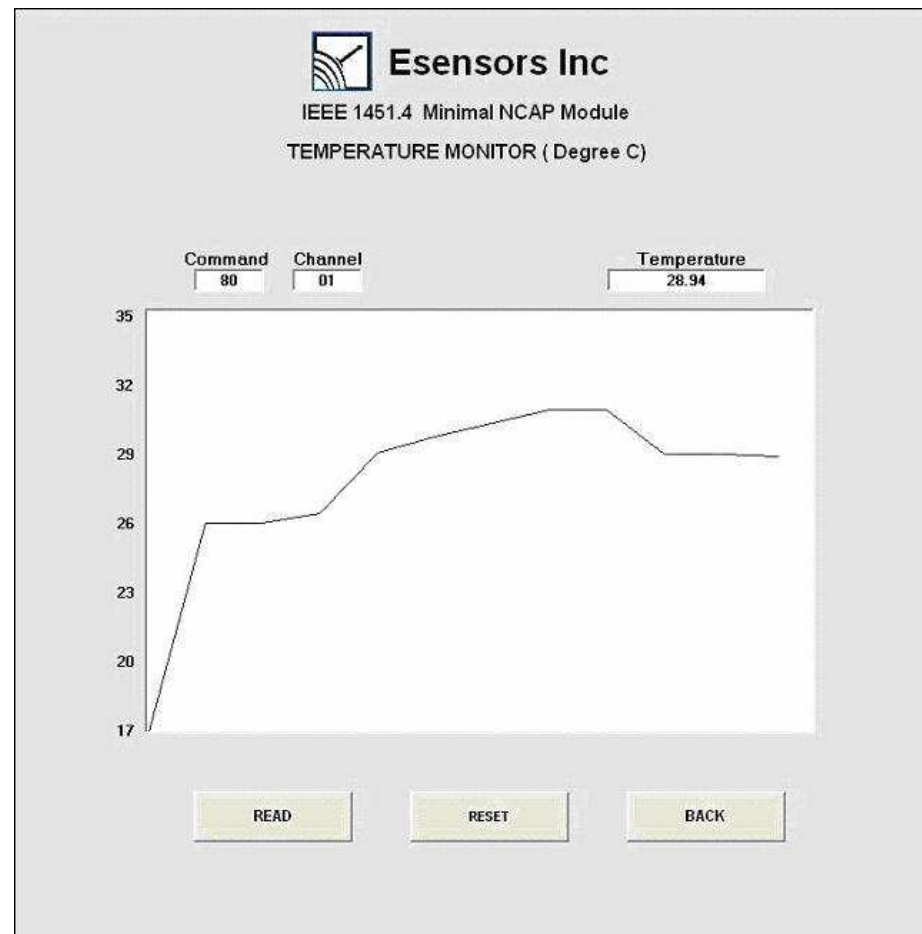 Esensors Inc
IEEE 1451.4 Minimal NCAP Module
TEMPERATURE MONITOR ( Degree C)
Command Channel Temperature
80 01 28.94
35
32
29
26
23
20
17
READ RESET BACK